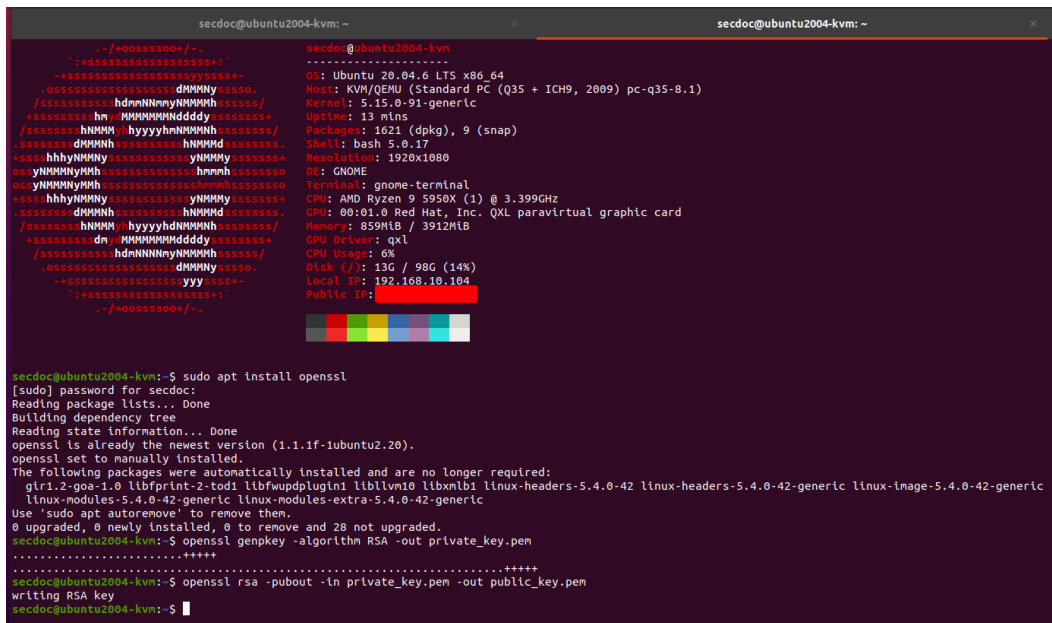 secdoc@ubuntu2004-kvm: ~
secdoc@ubuntu2004-kvm: ~
secdoc@ubuntu2004-kvm
---------------------
OS: Ubuntu 20.04.6 LTS x86_64
Host: KVM/QEMU (Standard PC (Q35 + ICH9, 2009) pc-q35-8.1)
Kernel: 5.15.0-91-generic
Uptime: 13 mins
Packages: 1621 (dpkg), 9 (snap)
Shell: bash 5.0.17
Resolution: 1920x1080
DE: GNOME
Terminal: gnome-terminal
CPU: AMD Ryzen 9 5950X (1) @ 3.399GHz
GPU: 00:01.0 Red Hat, Inc. QXL paravirtual graphic card
Memory: 859MiB / 3912MiB
GPU Driver: qxl
CPU Usage: 6%
Disk (/): 13G / 98G (14%)
Local IP: 192.168.10.104
Public IP:
secdoc@ubuntu2004-kvm:~$ sudo apt install openssl
[sudo] password for secdoc:
Reading package lists... Done
Building dependency tree
Reading state information... Done
openssl is already the newest version (1.1.1f-1ubuntu2.20).
openssl set to manually installed.
The following packages were automatically installed and are no longer required:
gir1.2-goa-1.0 libfprint-2-tod1 libfwupdplugin1 libllvm10 libxmlb1 linux-headers-5.4.0-42 linux-headers-5.4.0-42-generic linux-image-5.4.0-42-generic
linux-modules-5.4.0-42-generic linux-modules-extra-5.4.0-42-generic
Use 'sudo apt autoremove' to remove them.
0 upgraded, 0 newly installed, 0 to remove and 28 not upgraded.
secdoc@ubuntu2004-kvm:~$ openssl genpkey -algorithm RSA -out private_key.pem
.........................+++++
.........................................................................+++++
secdoc@ubuntu2004-kvm:~$ openssl rsa -pubout -in private_key.pem -out public_key.pem
writing RSA key
secdoc@ubuntu2004-kvm:~$